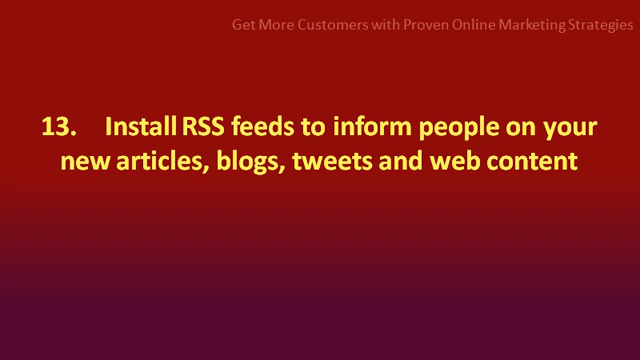 Get More Customers with Proven Online Marketing Strategies
13. Install RSS feeds to inform people on your
new articles, blogs, tweets and web content